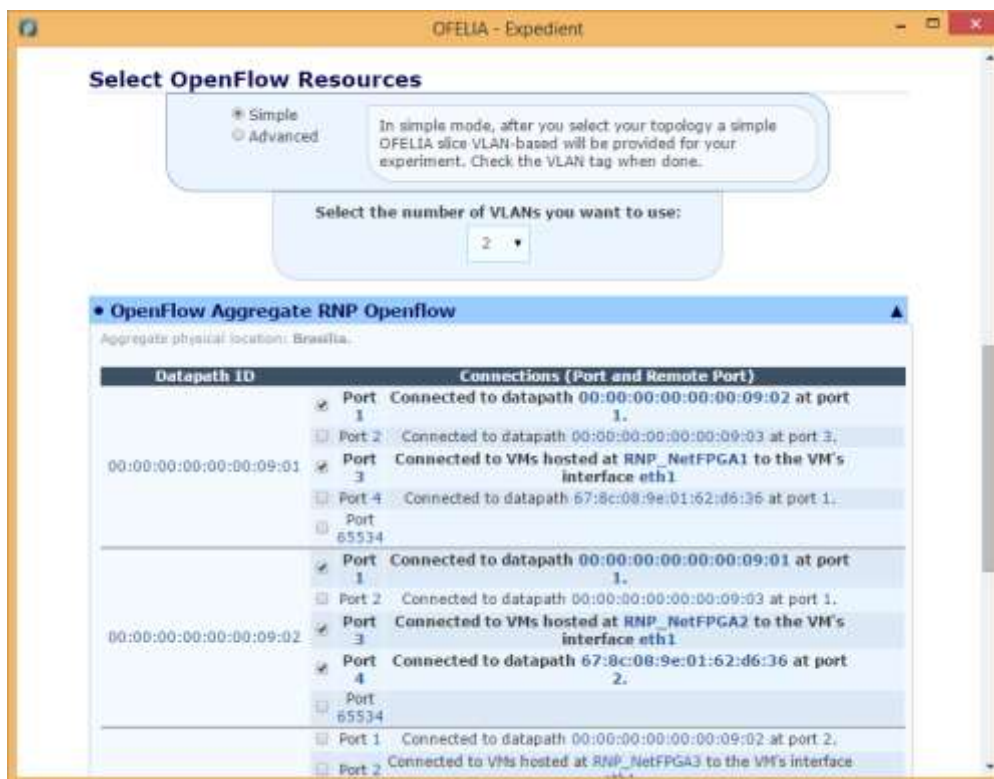 OFELIA - Expedient
Select OpenFlow Resources
Simple
Advanced
In simple mode, after you select your topology a simple
OFELIA slice VLAN-based will be provided for your
experiment. Check the VLAN tag when done.
Select the number of VLANs you want to use:
2
• OpenFlow Aggregate RNP Openflow
Aggregate physical location: Brasilia.
Datapath ID Connections (Port and Remote Port)
Port 1 Connected to datapath 00:00:00:00:00:00:09:02 at port
1.
Port 2 Connected to datapath 00:00:00:00:00:00:09:03 at port 3.
00:00:00:00:00:00:09:01
Port 3 Connected to VMs hosted at RNP_NetFPGA1 to the VM's
interface eth1
Port 4 Connected to datapath 67:8c:08:9e:01:62:d6:36 at port 1.
Port
65534
Port 1 Connected to datapath 00:00:00:00:00:00:09:01 at port
1.
Port 2 Connected to datapath 00:00:00:00:00:00:09:03 at port 1.
00:00:00:00:00:00:09:02
Port 3 Connected to VMs hosted at RNP_NetFPGA2 to the VM's
interface eth1
Port 4 Connected to datapath 67:8c:08:9e:01:62:d6:36 at port
2.
Port
65534
Port 1 Connected to datapath 00:00:00:00:00:00:09:02 at port 2.
Port 2 Connected to VMs hosted at RNP_NetFPGA3 to the VM's interface